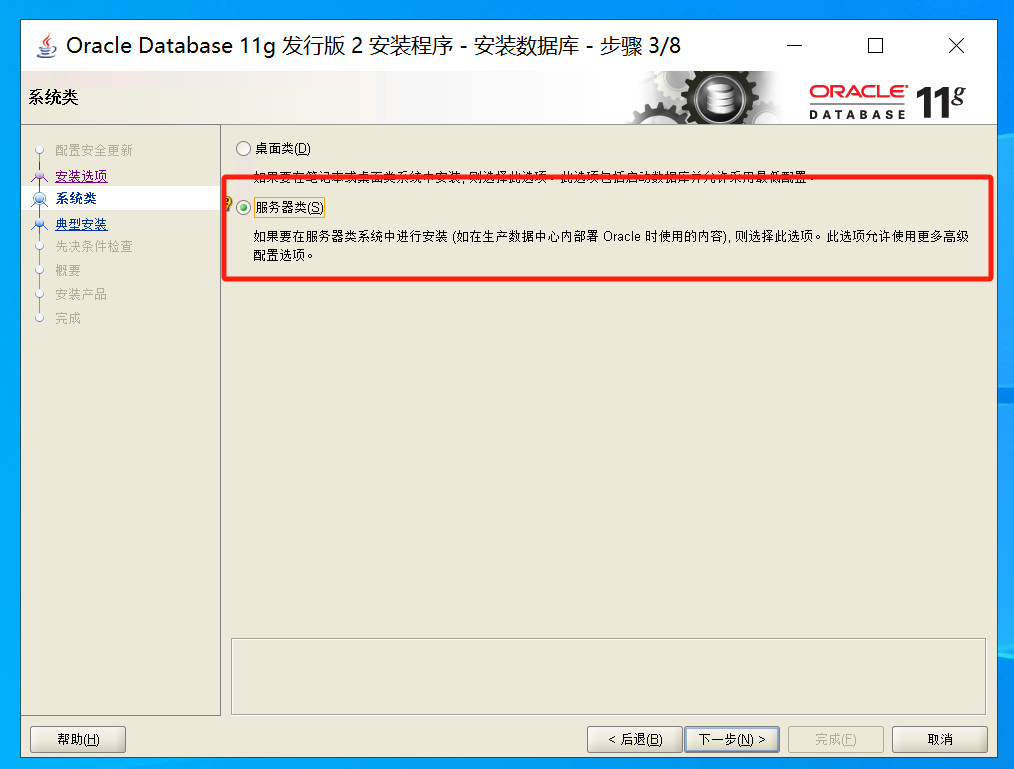 Oracle Database 11g 发行版 2 安装程序 - 安装数据库 - 步骤 3/8
系统类
ORACLE 11g
DATABASE
配置安全更新
安装选项
系统类
典型安装
先决条件检查
概要
安装产品
完成
桌面类(D)
如果要在笔记本或桌面类系统中安装, 则选择此选项。此选项包括启动数据库并允许采用最低配置。
服务器类(S)
如果要在服务器类系统中进行安装 (如在生产数据中心内部署 Oracle 时使用的内容), 则选择此选项。此选项允许使用更多高级
配置选项。
帮助(H)
< 后退(B)
下一步(N) >
完成(F)
取消